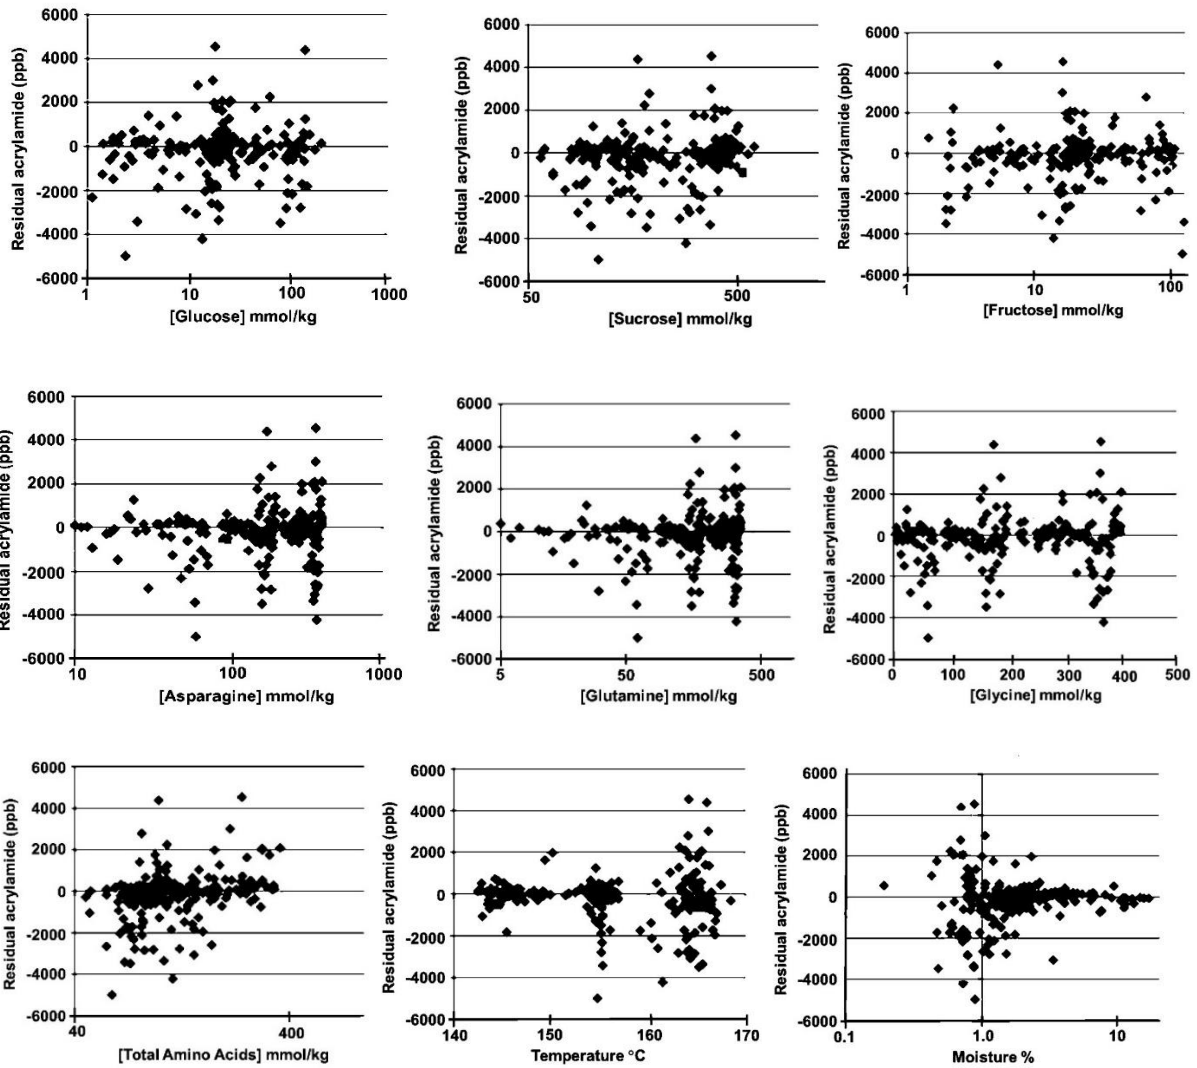 6000
4000
2000
0
-2000
-4000
-6000
Residual acrylamide (ppb)
1 10 100 1000
[Glucose] mmol/kg
6000
4000
2000
0
-2000
-4000
-6000
Residual acrylamide (ppb)
50 500
[Sucrose] mmol/kg
6000
4000
2000
0
-2000
-4000
-6000
Residual acrylamide (ppb)
1 10 100
[Fructose] mmol/kg
6000
4000
2000
0
-2000
-4000
-6000
Residual acrylamide (ppb)
10 100 1000
[Asparagine] mmol/kg
6000
4000
2000
0
-2000
-4000
-6000
Residual acrylamide (ppb)
5 50 500
[Glutamine] mmol/kg
6000
4000
2000
0
-2000
-4000
-6000
Residual acrylamide (ppb)
0 100 200 300 400 500
[Glycine] mmol/kg
6000
4000
2000
0
-2000
-4000
-6000
Residual acrylamide (ppb)
40 400
[Total Amino Acids] mmol/kg
6000
4000
2000
0
-2000
-4000
-6000
Residual acrylamide (ppb)
140 150 160 170
Temperature °C
6000
4000
2000
0
-2000
-4000
-6000
Residual acrylamide (ppb)
0.1 1.0 10
Moisture %